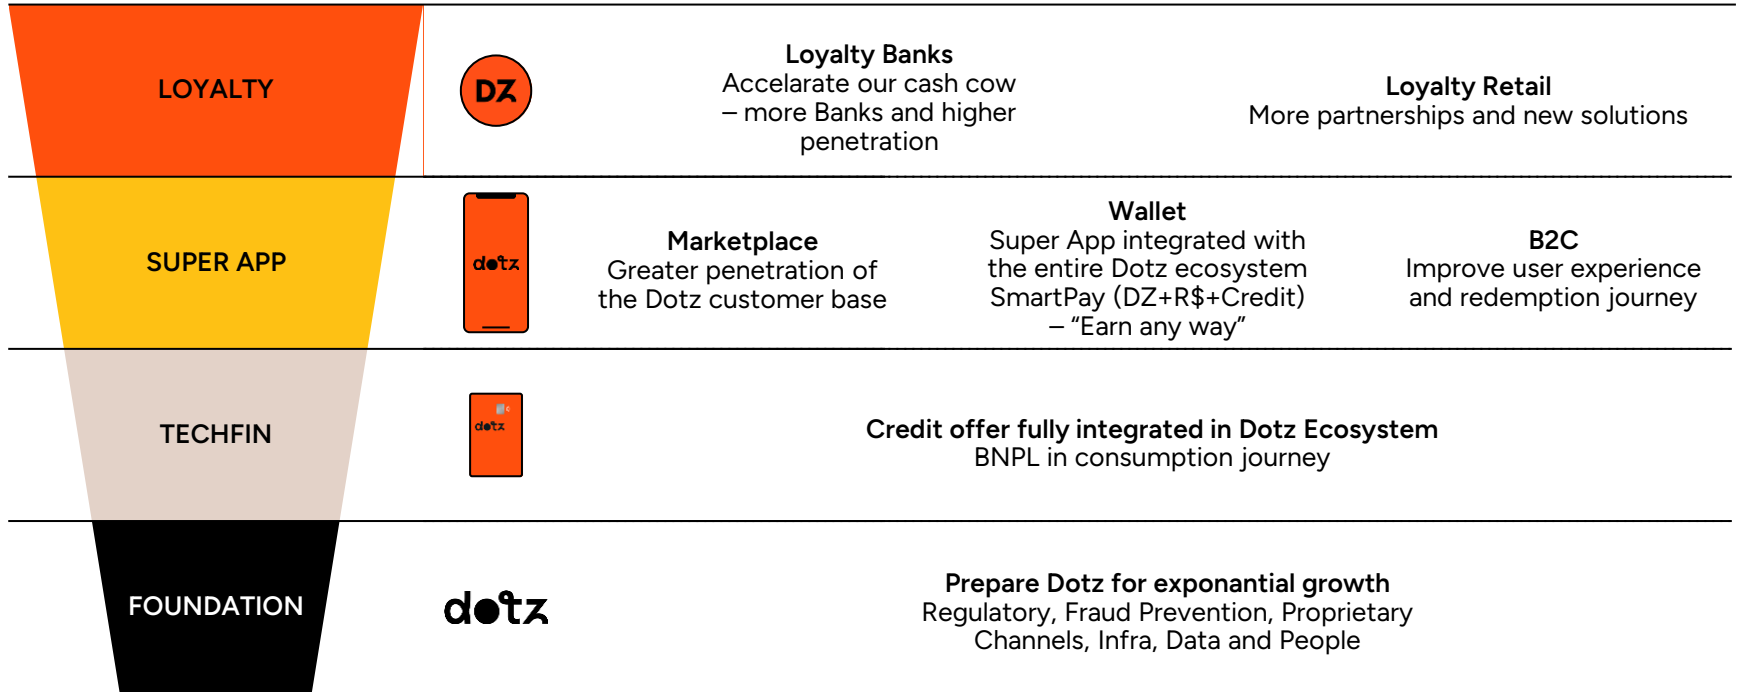 LOYALTY
DZ
Loyalty Banks
Accelarate our cash cow
– more Banks and higher
penetration
Loyalty Retail
More partnerships and new solutions
SUPER APP
dotz
Marketplace
Greater penetration of
the Dotz customer base
Wallet
Super App integrated with
the entire Dotz ecosystem
SmartPay (DZ+R$+Credit)
– “Earn any way”
B2C
Improve user experience
and redemption journey
TECHFIN
dotz
Credit offer fully integrated in Dotz Ecosystem
BNPL in consumption journey
FOUNDATION
dotz
Prepare Dotz for exponantial growth
Regulatory, Fraud Prevention, Proprietary
Channels, Infra, Data and People